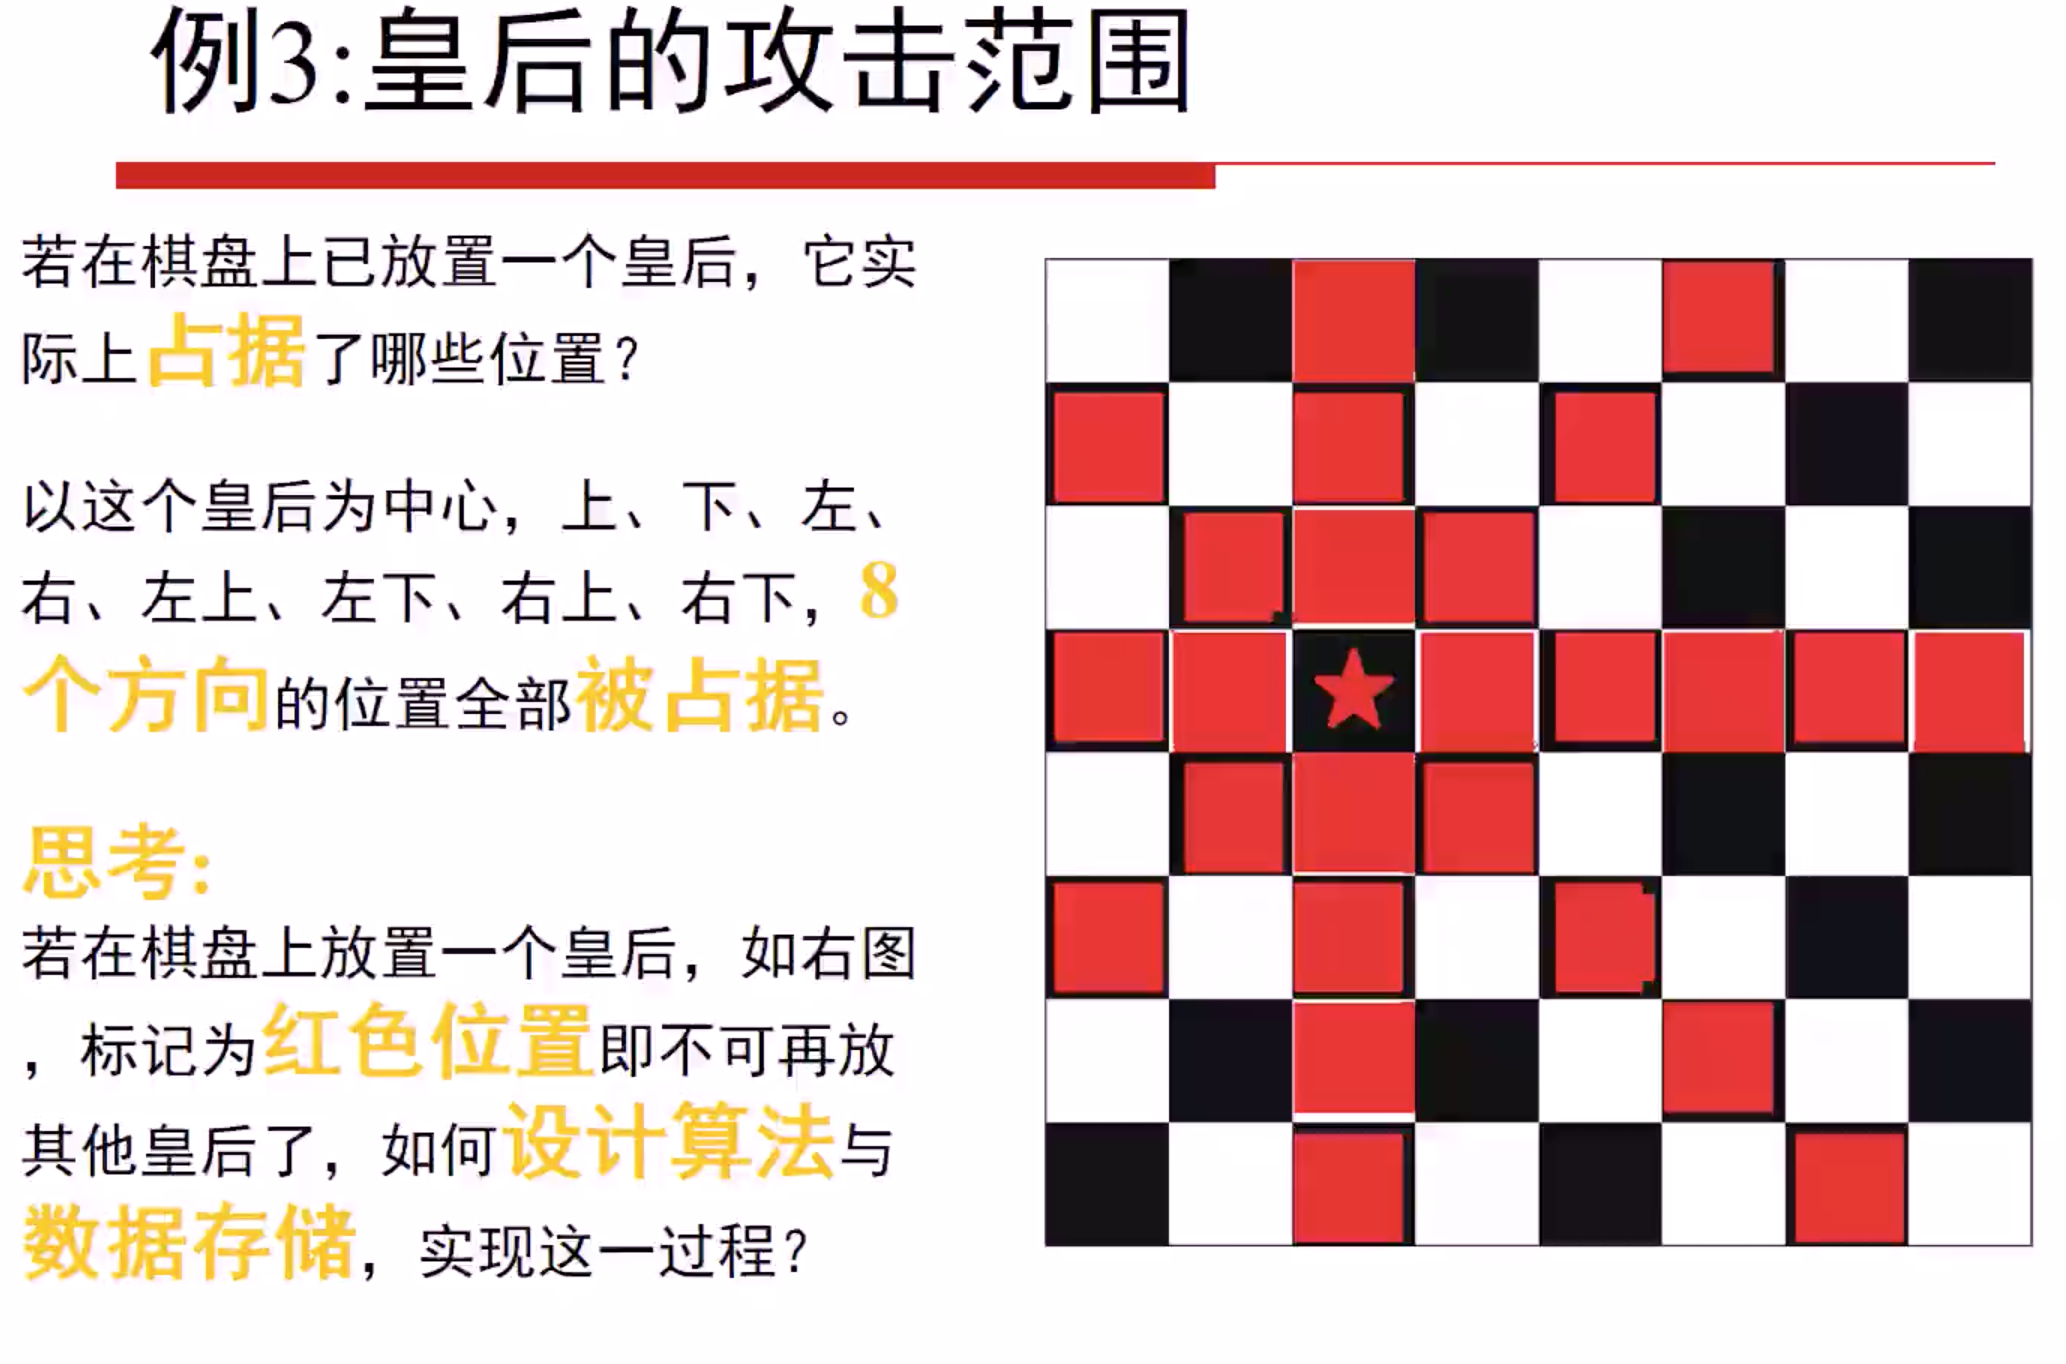 例3:皇后的攻击范围
若在棋盘上已放置一个皇后，它实
际上占据了哪些位置？
以这个皇后为中心，上、下、左、
右、左上、左下、右上、右下，8
个方向的位置全部被占据。
思考:
若在棋盘上放置一个皇后，如右图
，标记为红色位置即不可再放
其他皇后了，如何设计算法与
数据存储，实现这一过程？